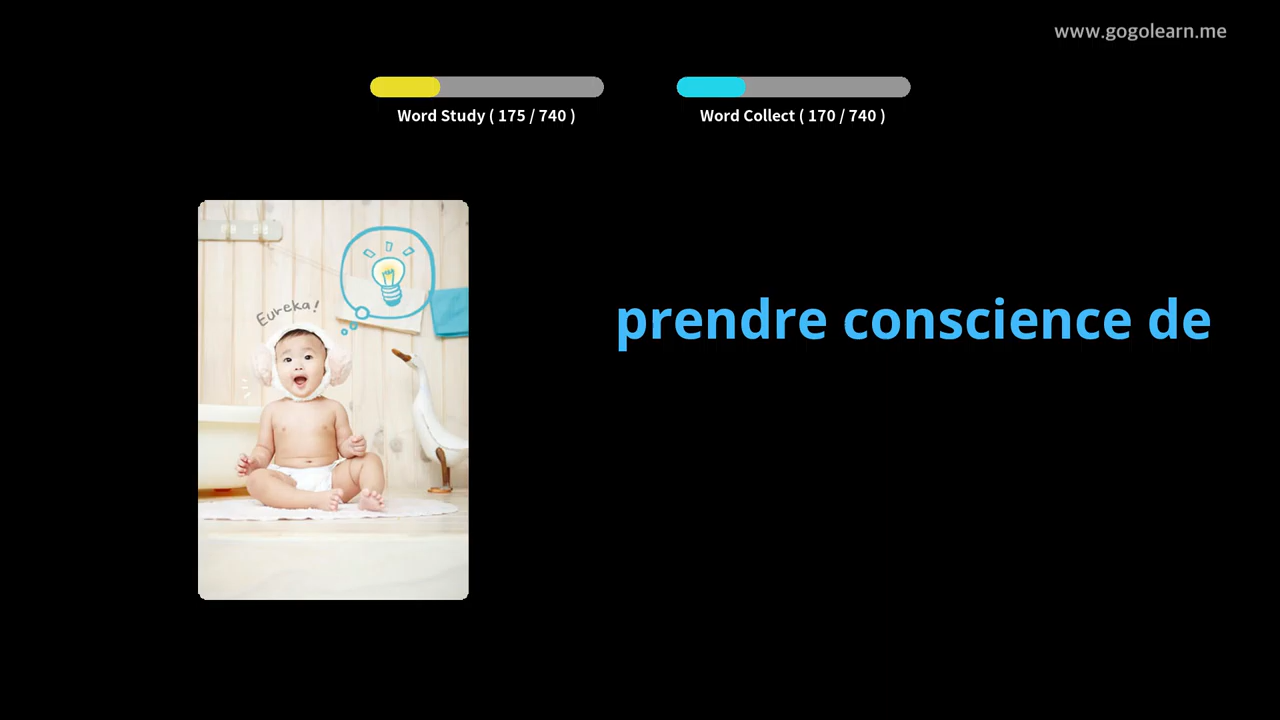 www.gogolearn.me
Word Study ( 175 / 740 )
Word Collect ( 170 / 740 )
Eureka!
prendre conscience de